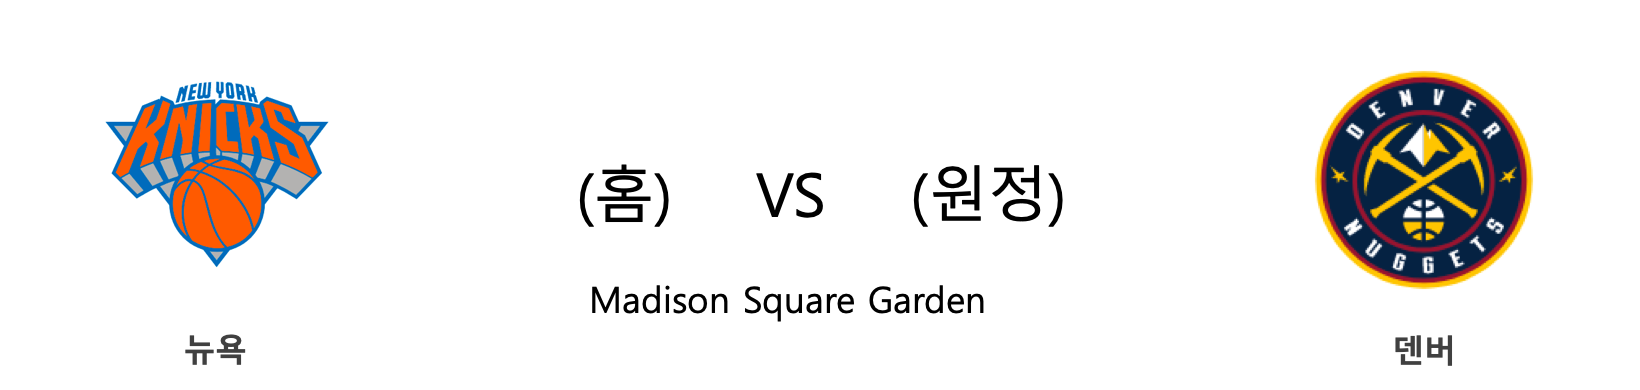 NEW YORK
KNICKS
DENVER
NUGGETS
(홈) VS (원정)
Madison Square Garden
뉴욕
덴버